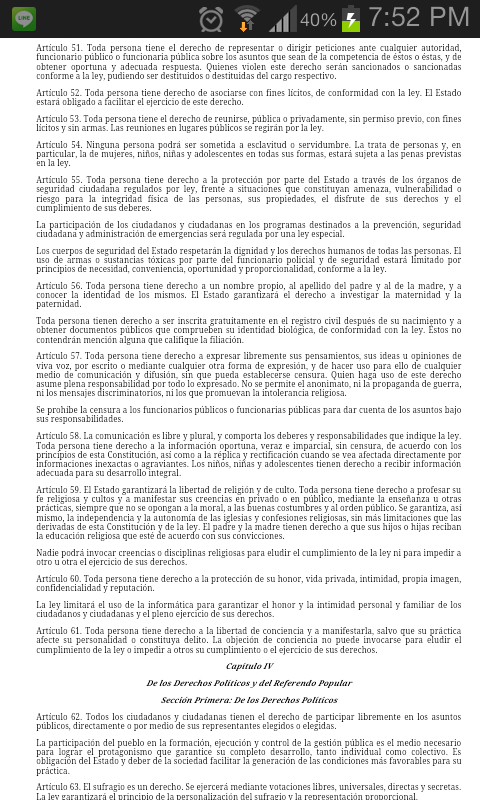 LINE
40%
7:52 PM
Artículo 51. Toda persona tiene el derecho de representar o dirigir peticiones ante cualquier autoridad,
funcionario público o funcionaria pública sobre los asuntos que sean de la competencia de éstos o éstas, y de
obtener oportuna y adecuada respuesta. Quienes violen este derecho serán sancionados o sancionadas
conforme a la ley, pudiendo ser destituidos o destituidas del cargo respectivo.
Artículo 52. Toda persona tiene derecho de asociarse con fines lícitos, de conformidad con la ley. El Estado
estará obligado a facilitar el ejercicio de este derecho.
Artículo 53. Toda persona tiene el derecho de reunirse, pública o privadamente, sin permiso previo, con fines
lícitos y sin armas. Las reuniones en lugares públicos se regirán por la ley.
Artículo 54. Ninguna persona podrá ser sometida a esclavitud o servidumbre. La trata de personas y, en
particular, la de mujeres, niños, niñas y adolescentes en todas sus formas, estará sujeta a las penas previstas
en la ley.
Artículo 55. Toda persona tiene derecho a la protección por parte del Estado a través de los órganos de
seguridad ciudadana regulados por ley, frente a situaciones que constituyan amenaza, vulnerabilidad o
riesgo para la integridad física de las personas, sus propiedades, el disfrute de sus derechos y el
cumplimiento de sus deberes.
La participación de los ciudadanos y ciudadanas en los programas destinados a la prevención, seguridad
ciudadana y administración de emergencias será regulada por una ley especial.
Los cuerpos de seguridad del Estado respetarán la dignidad y los derechos humanos de todas las personas. El
uso de armas o sustancias tóxicas por parte del funcionario policial y de seguridad estará limitado por
principios de necesidad, conveniencia, oportunidad y proporcionalidad, conforme a la ley.
Artículo 56. Toda persona tiene derecho a un nombre propio, al apellido del padre y al de la madre, y a
conocer la identidad de los mismos. El Estado garantizará el derecho a investigar la maternidad y la
paternidad.
Toda persona tienen derecho a ser inscrita gratuitamente en el registro civil después de su nacimiento y a
obtener documentos públicos que comprueben su identidad biológica, de conformidad con la ley. Éstos no
contendrán mención alguna que califique la filiación.
Artículo 57. Toda persona tiene derecho a expresar libremente sus pensamientos, sus ideas u opiniones de
viva voz, por escrito o mediante cualquier otra forma de expresión, y de hacer uso para ello de cualquier
medio de comunicación y difusión, sin que pueda establecerse censura. Quien haga uso de este derecho
asume plena responsabilidad por todo lo expresado. No se permite el anonimato, ni la propaganda de guerra,
ni los mensajes discriminatorios, ni los que promuevan la intolerancia religiosa.
Se prohíbe la censura a los funcionarios públicos o funcionarias públicas para dar cuenta de los asuntos bajo
sus responsabilidades.
Artículo 58. La comunicación es libre y plural, y comporta los deberes y responsabilidades que indique la ley.
Toda persona tiene derecho a la información oportuna, veraz e imparcial, sin censura, de acuerdo con los
principios de esta Constitución, así como a la réplica y rectificación cuando se vea afectada directamente por
informaciones inexactas o agraviantes. Los niños, niñas y adolescentes tienen derecho a recibir información
adecuada para su desarrollo integral.
Artículo 59. El Estado garantizará la libertad de religión y de culto. Toda persona tiene derecho a profesar su
fe religiosa y cultos y a manifestar sus creencias en privado o en público, mediante la enseñanza u otras
prácticas, siempre que no se opongan a la moral, a las buenas costumbres y al orden público. Se garantiza, así
mismo, la independencia y la autonomía de las iglesias y confesiones religiosas, sin más limitaciones que las
derivadas de esta Constitución y de la ley. El padre y la madre tienen derecho a que sus hijos o hijas reciban
la educación religiosa que esté de acuerdo con sus convicciones.
Nadie podrá invocar creencias o disciplinas religiosas para eludir el cumplimiento de la ley ni para impedir a
otro u otra el ejercicio de sus derechos.
Artículo 60. Toda persona tiene derecho a la protección de su honor, vida privada, intimidad, propia imagen,
confidencialidad y reputación.
La ley limitará el uso de la informática para garantizar el honor y la intimidad personal y familiar de los
ciudadanos y ciudadanas y el pleno ejercicio de sus derechos.
Artículo 61. Toda persona tiene derecho a la libertad de conciencia y a manifestarla, salvo que su práctica
afecte su personalidad o constituya delito. La objeción de conciencia no puede invocarse para eludir el
cumplimiento de la ley o impedir a otros su cumplimiento o el ejercicio de sus derechos.
Capítulo IV
De los Derechos Políticos y del Referendo Popular
Sección Primera: De los Derechos Políticos
Artículo 62. Todos los ciudadanos y ciudadanas tienen el derecho de participar libremente en los asuntos
públicos, directamente o por medio de sus representantes elegidos o elegidas.
La participación del pueblo en la formación, ejecución y control de la gestión pública es el medio necesario
para lograr el protagonismo que garantice su completo desarrollo, tanto individual como colectivo. Es
obligación del Estado y deber de la sociedad facilitar la generación de las condiciones más favorables para su
práctica.
Artículo 63. El sufragio es un derecho. Se ejercerá mediante votaciones libres, universales, directas y secretas.
La ley garantizará el principio de la personalización del sufragio y la representación proporcional.